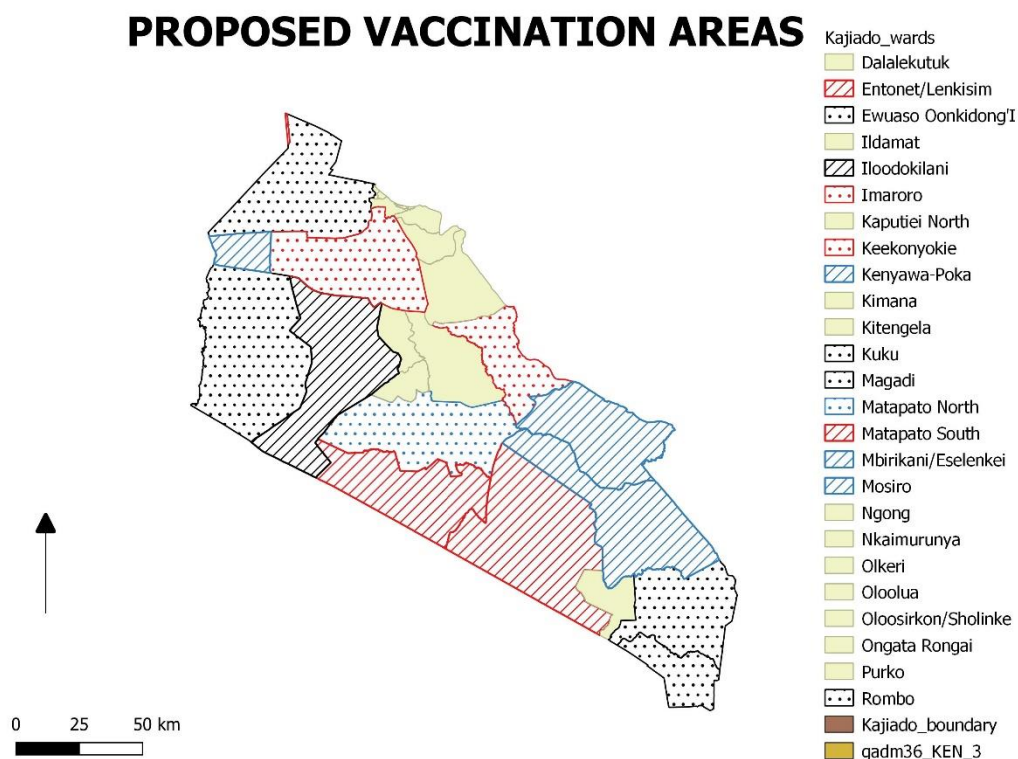 PROPOSED VACCINATION AREAS
Kajiado_wards
Dalalekutuk
Entonet/Lenkisim
Ewuaso Oonkidong'I
Ildamat
Iloodokilani
Imaroro
Kaputiei North
Keekonyokie
Kenyawa-Poka
Kimana
Kitengela
Kuku
Magadi
Matapato North
Matapato South
Mbirikani/Eselenkei
Mosiro
Ngong
Nkaimurunya
Olkeri
Oloolua
Oloosirkon/Sholinke
Ongata Rongai
Purko
Rombo
Kajiado_boundary
gadm36_KEN_3
0 25 50 km